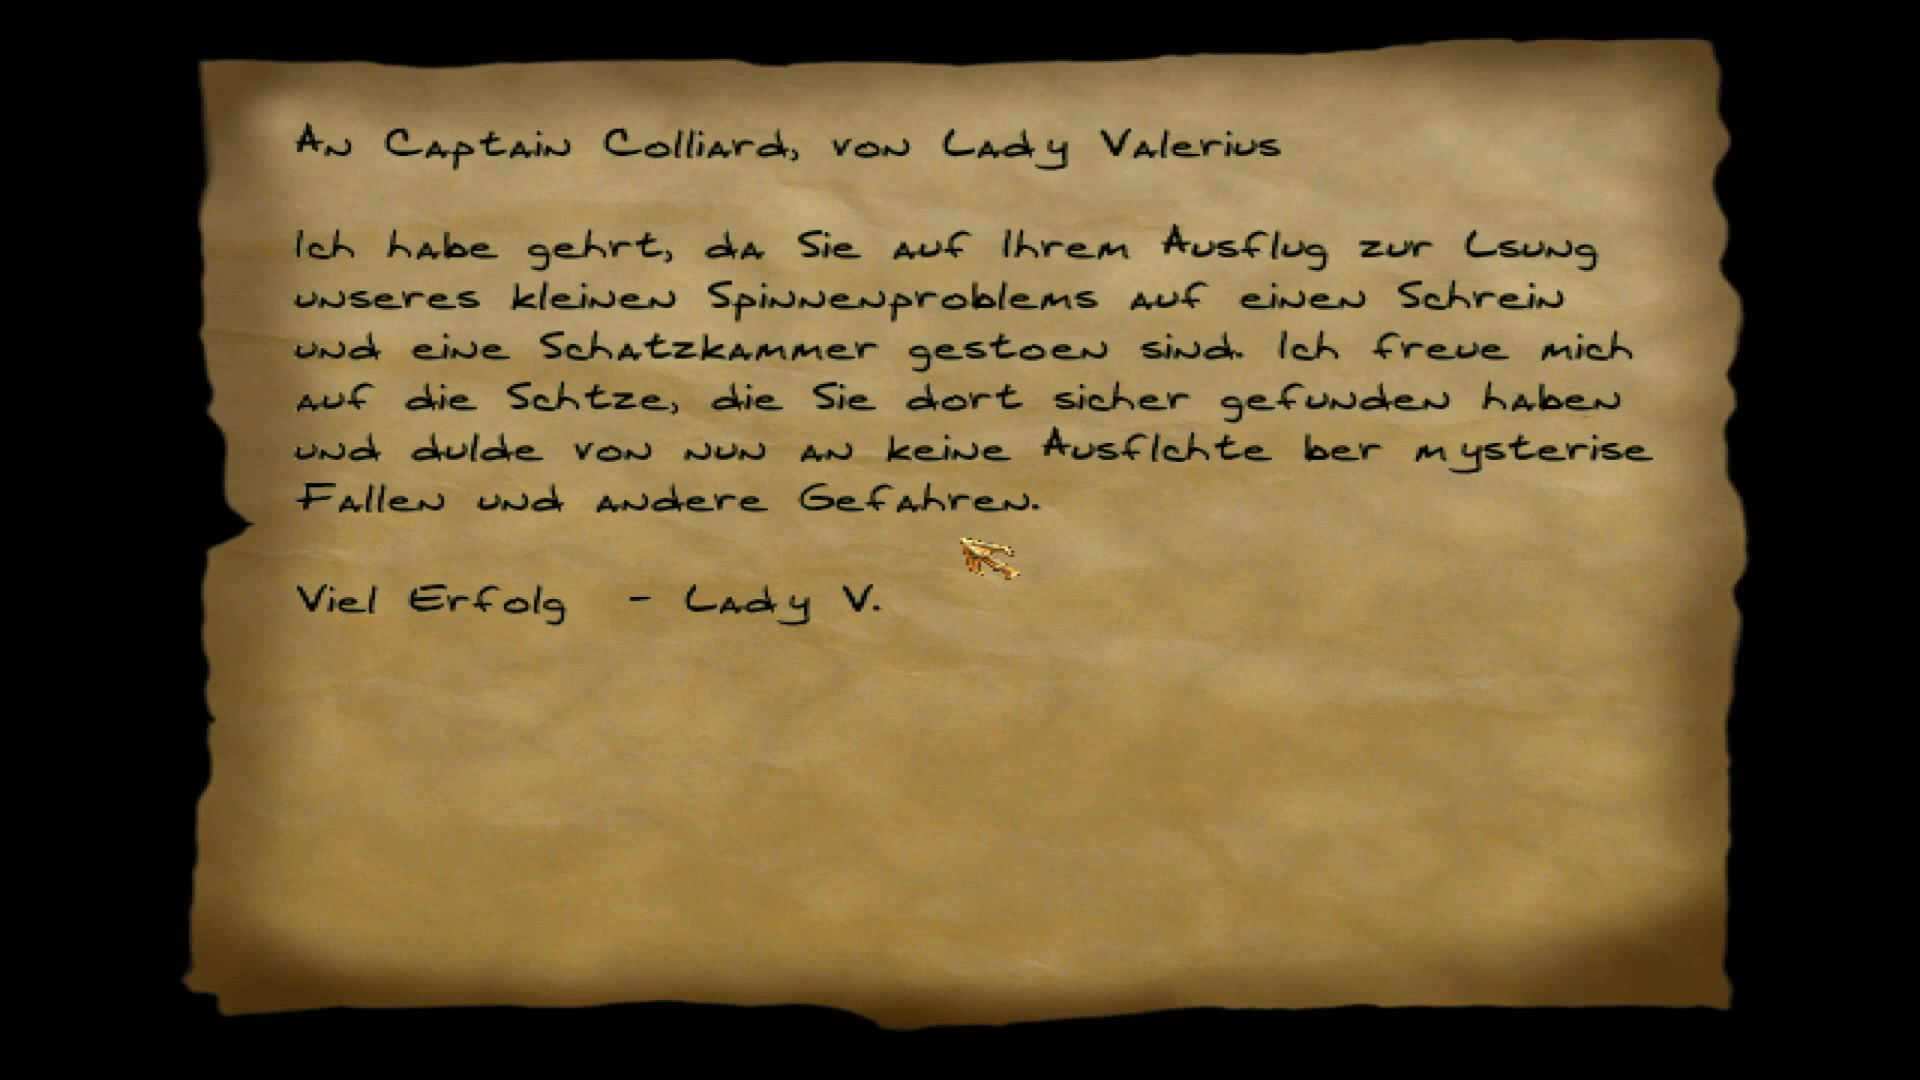 An Captain Colliard, von Lady Valerius
Ich habe gehrt, da Sie auf Ihrem Ausflug zur Lsung
unseres kleinen Spinnenproblems auf einen Schrein
und eine Schatzkammer gestoen sind. Ich freue mich
auf die Schtze, die Sie dort sicher gefunden haben
und dulde von nun an keine Ausflchte ber mysterise
Fallen und andere Gefahren.
Viel Erfolg - Lady V.